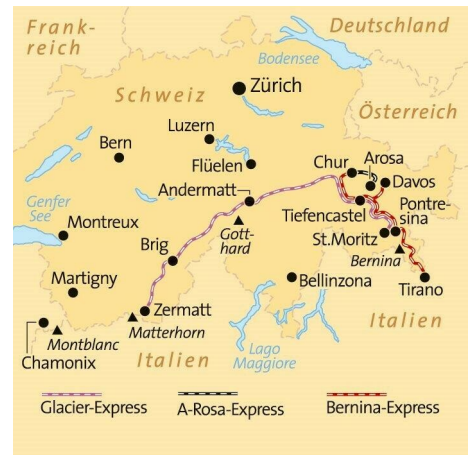 Frank-
reich
Deutschland
Bodensee
Zürich
Schweiz
Österreich
Luzern
Bern
Flüelen
Chur
Arosa
Andermatt
Davos
Genfer
See
Tiefencastel
Pontre-
sina
Montreux
Gott-
hard
St.Moritz
Brig
Bernina
Martigny
Bellinzona
Tirano
Zermatt
Matterhorn
Montblanc
Chamonix
Italien
Lago
Maggiore
Italien
Glacier-Express
A-Rosa-Express
Bernina-Express